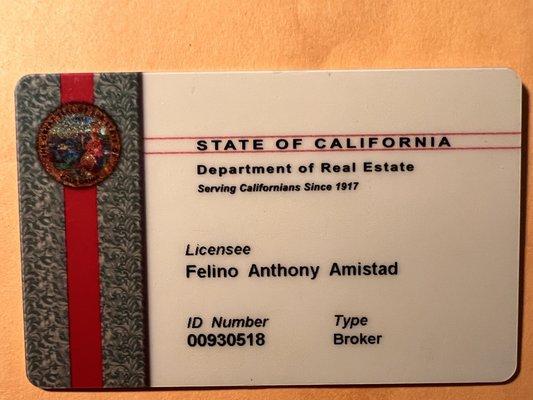 STATE OF CALIFORNIA
Department of Real Estate
Serving Californians Since 1917
Licensee
Felino Anthony Amistad
ID Number Type
00930518 Broker